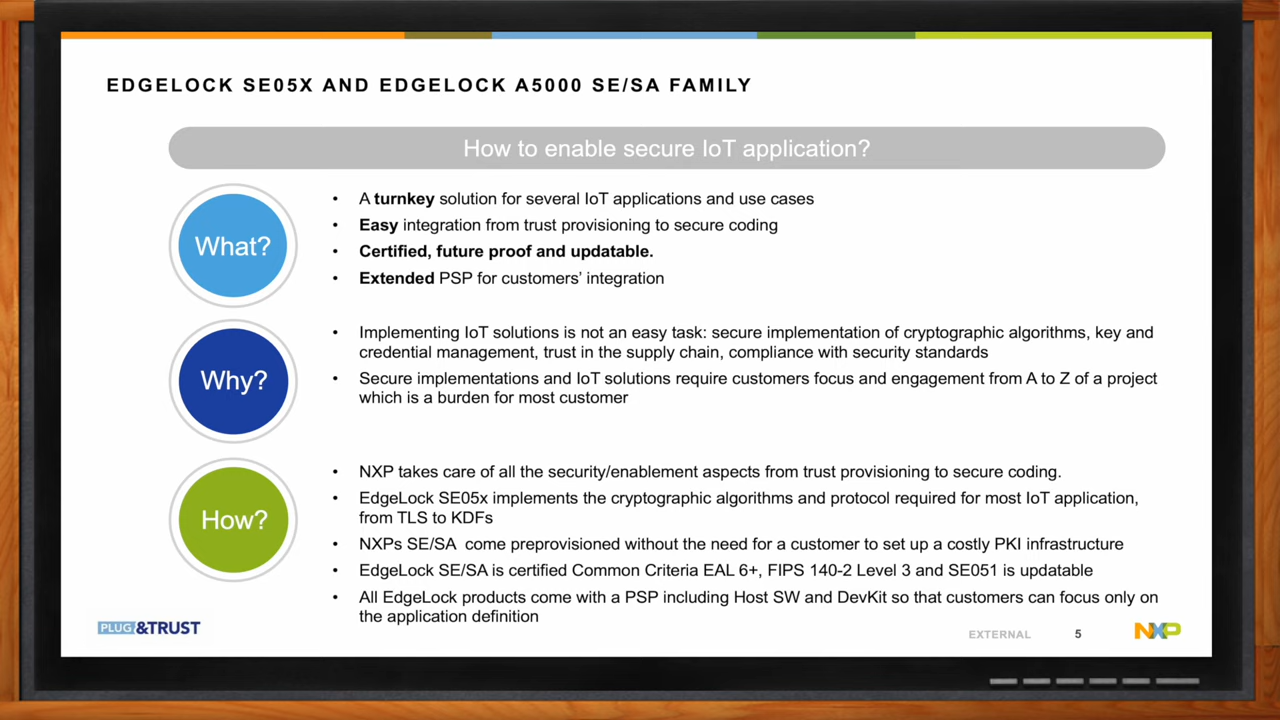 EDGELOCK SE05X AND EDGELOCK A5000 SE/SA FAMILY
How to enable secure IoT application?
What?
• A turnkey solution for several IoT applications and use cases
• Easy integration from trust provisioning to secure coding
• Certified, future proof and updatable.
• Extended PSP for customers’ integration
Why?
• Implementing IoT solutions is not an easy task: secure implementation of cryptographic algorithms, key and
credential management, trust in the supply chain, compliance with security standards
• Secure implementations and IoT solutions require customers focus and engagement from A to Z of a project
which is a burden for most customer
How?
• NXP takes care of all the security/enablement aspects from trust provisioning to secure coding.
• EdgeLock SE05x implements the cryptographic algorithms and protocol required for most IoT application,
from TLS to KDFs
• NXPs SE/SA come preprovisioned without the need for a customer to set up a costly PKI infrastructure
• EdgeLock SE/SA is certified Common Criteria EAL 6+, FIPS 140-2 Level 3 and SE051 is updatable
• All EdgeLock products come with a PSP including Host SW and DevKit so that customers can focus only on
the application definition
PLUG&TRUST
EXTERNAL 5
NXP